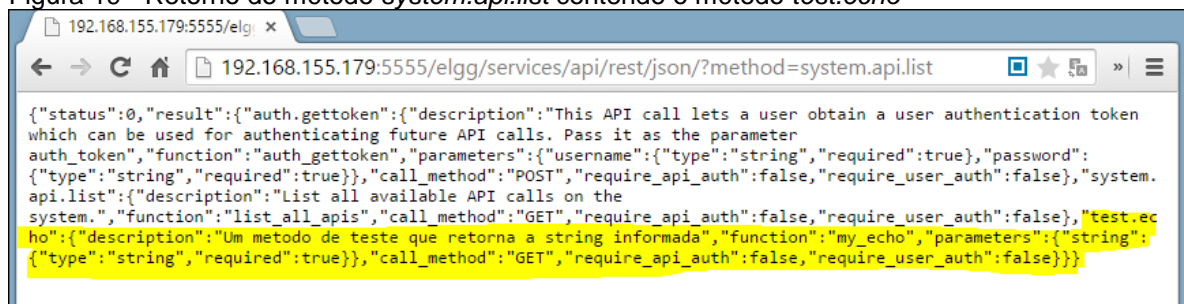 Retorno do método system.api.list contendo o método test.echo
192.168.155.179:5555/elg
192.168.155.179:5555/elgg/services/api/rest/json/?method=system.api.list
{"status":0,"result":{"auth.gettoken":{"description":"This API call lets a user obtain a user authentication token
which can be used for authenticating future API calls. Pass it as the parameter
auth_token","function":"auth_gettoken","parameters":{"username":{"type":"string","required":true},"password":
{"type":"string","required":true}},"call_method":"POST","require_api_auth":false,"require_user_auth":false},"system.
api.list":{"description":"List all available API calls on the
system.","function":"list_all_apis","call_method":"GET","require_api_auth":false,"require_user_auth":false},"test.ec
ho":{"description":"Um metodo de teste que retorna a string informada","function":"my_echo","parameters":{"string":
{"type":"string","required":true}},"call_method":"GET","require_api_auth":false,"require_user_auth":false}}}